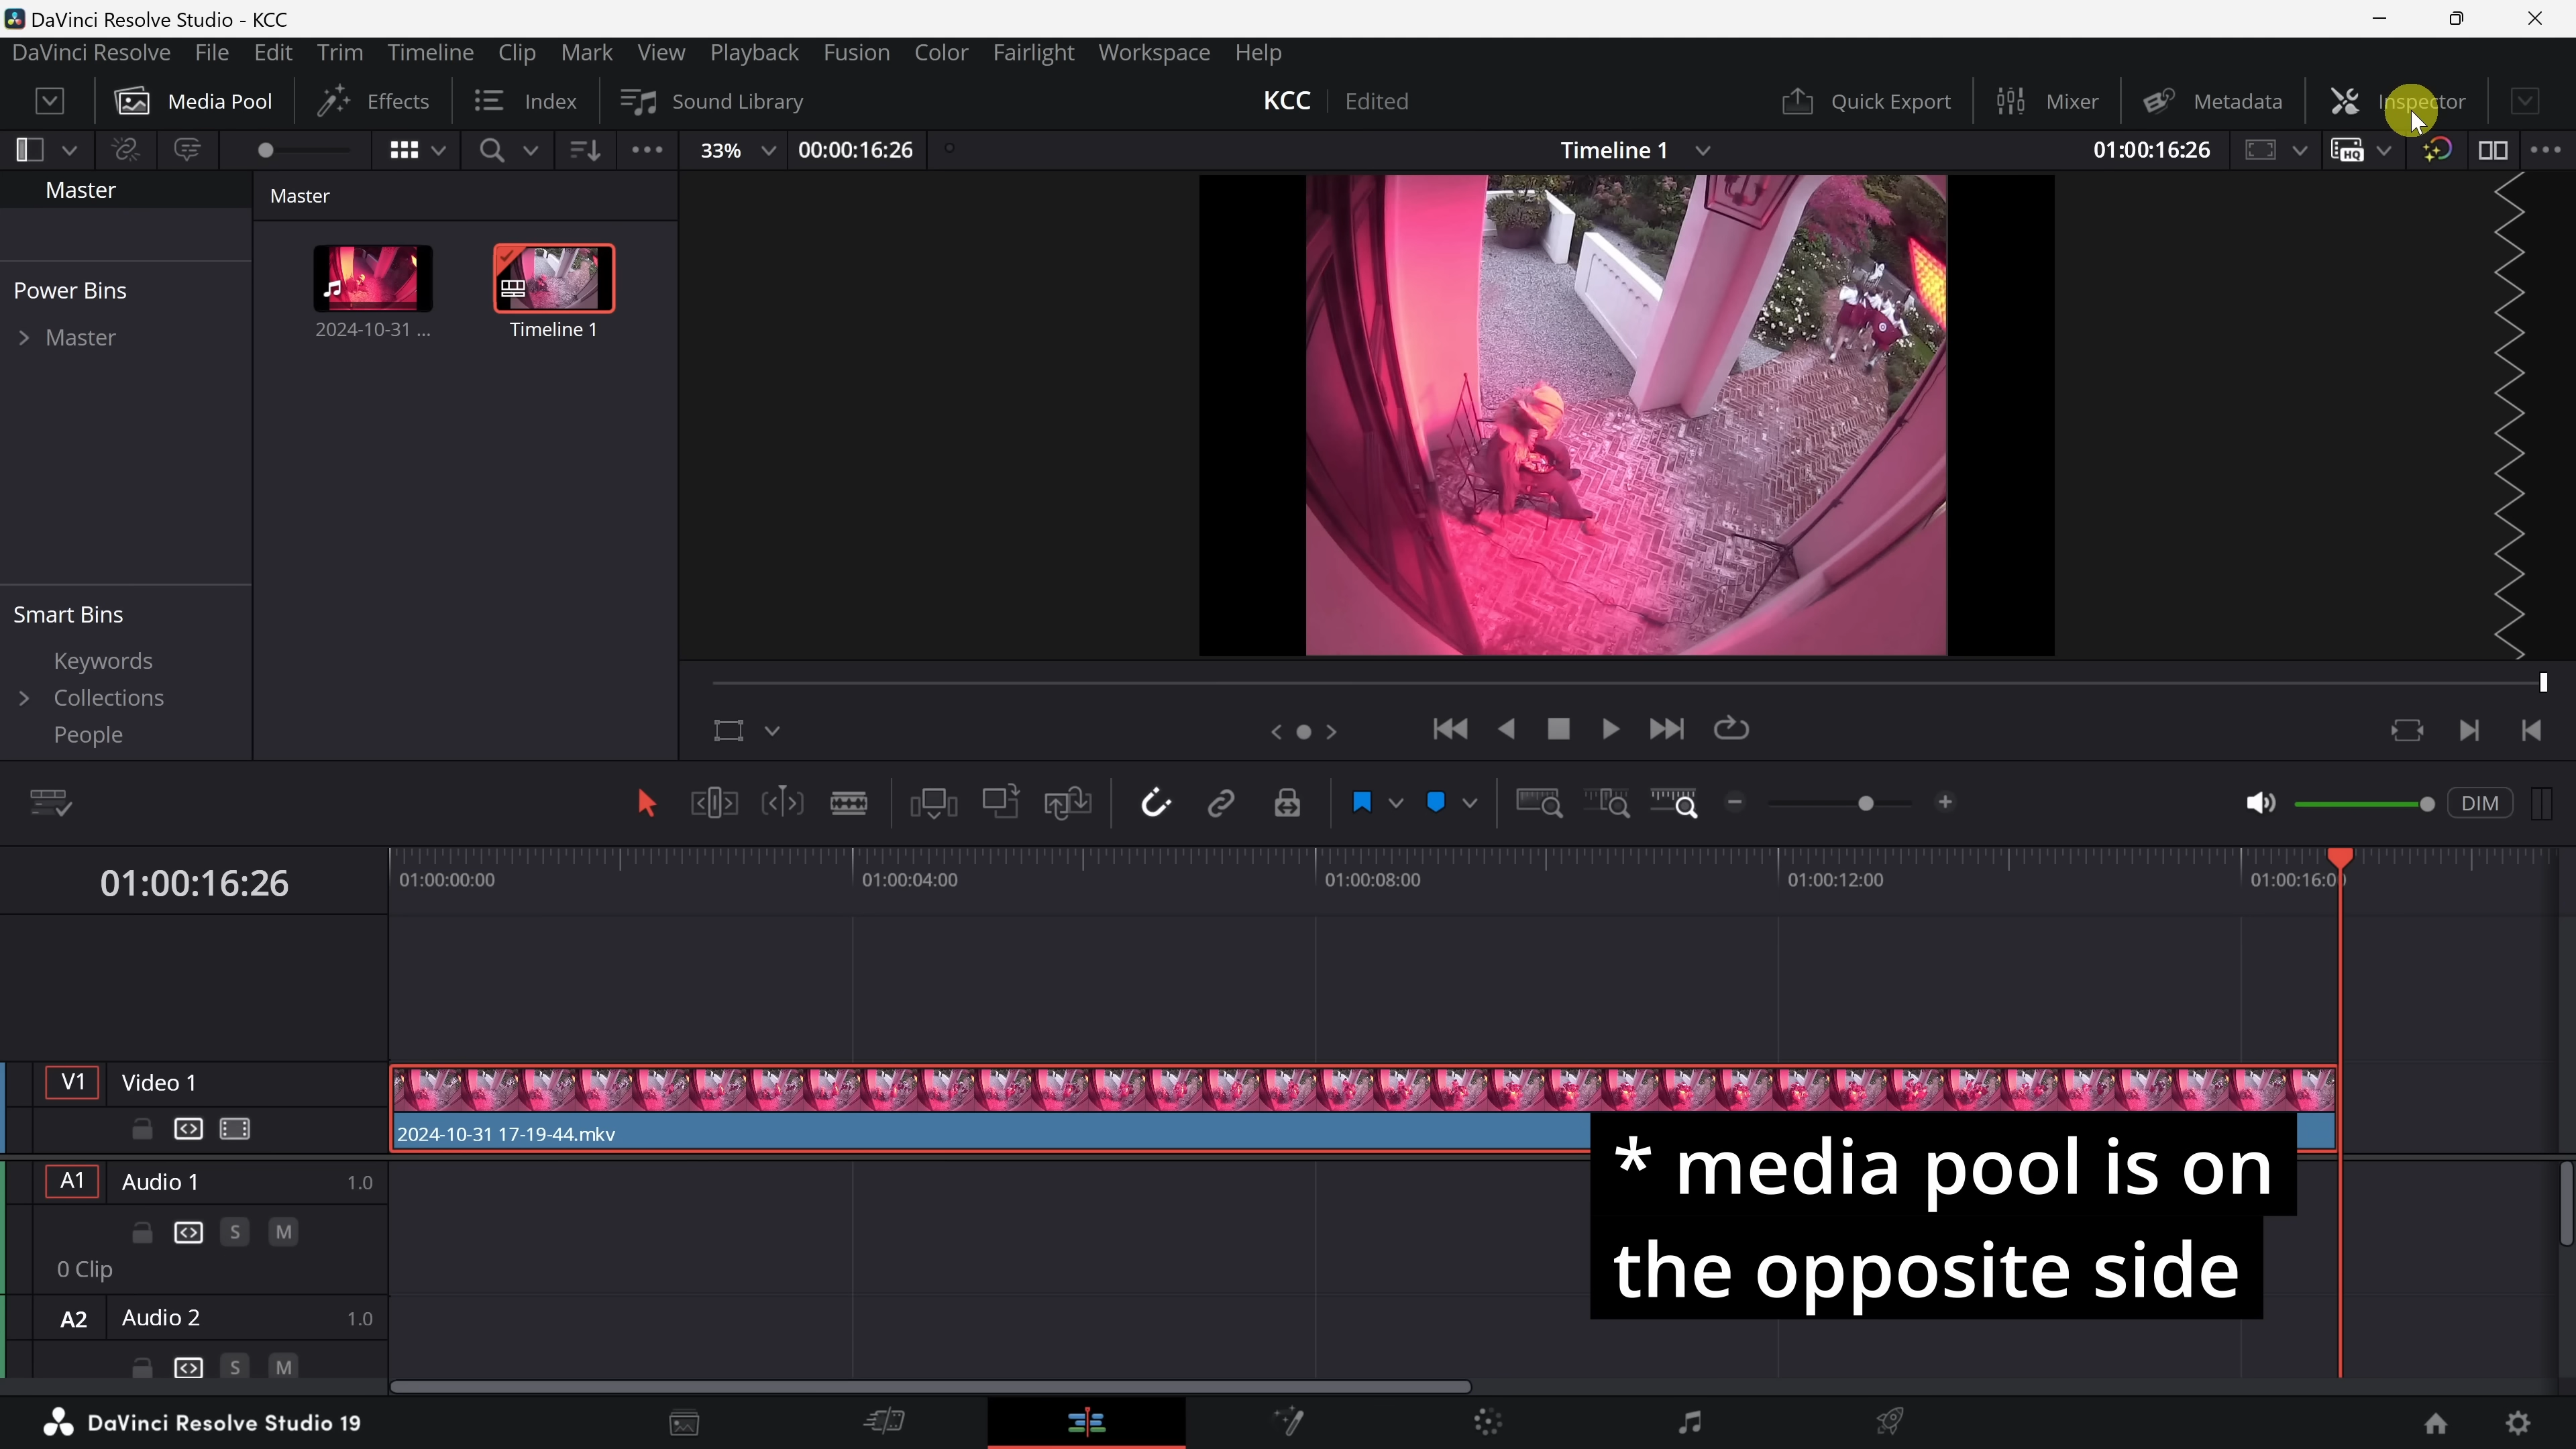 DaVinci Resolve Studio - KCC
DaVinci Resolve File Edit Trim Timeline Clip Mark View Playback Fusion Color Fairlight Workspace Help
Media Pool Effects Index Sound Library KCC Edited Quick Export Mixer Metadata Inspector
33% 00:00:16:26 Timeline 1 01:00:16:26 HQ
Master
Master
2024-10-31 ... Timeline 1
Power Bins
Master
Smart Bins
Keywords
Collections
People
DIM
01:00:16:26
01:00:00:00 01:00:04:00 01:00:08:00 01:00:12:00 01:00:16:00
V1 Video 1
2024-10-31 17-19-44.mkv
* media pool is on
the opposite side
A1 Audio 1 1.0
S M
0 Clip
A2 Audio 2 1.0
S M
DaVinci Resolve Studio 19